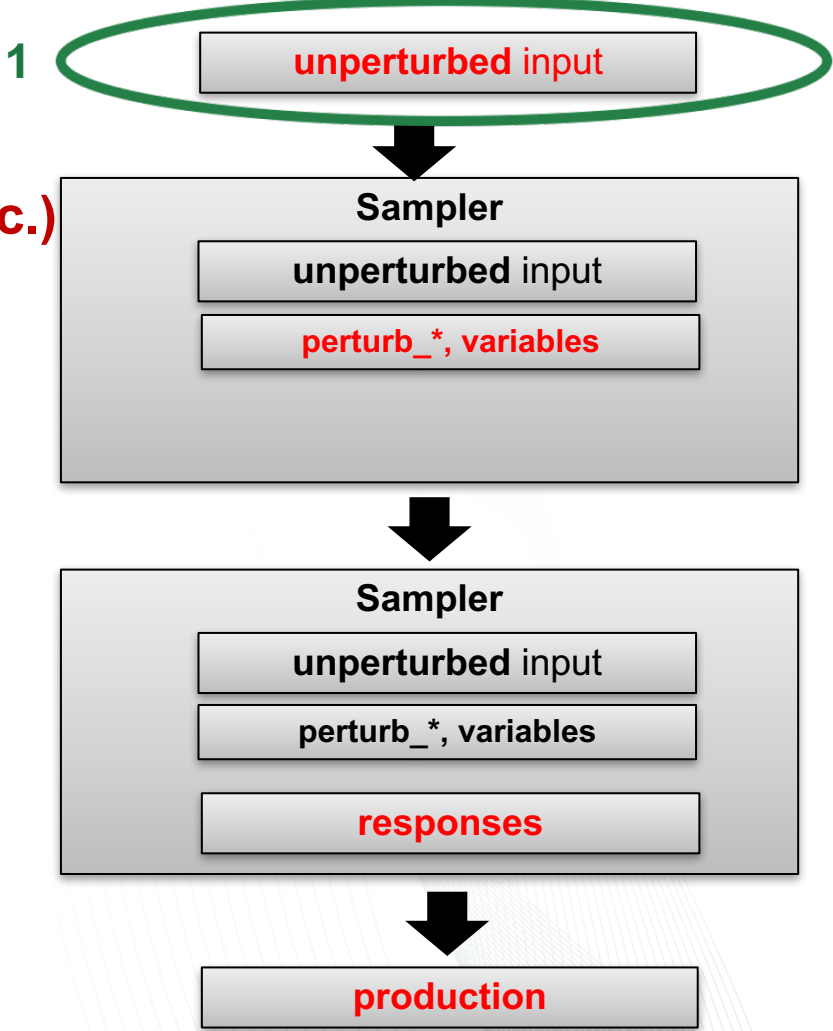 1
unperturbed input
c.)
Sampler
unperturbed input
perturb_*, variables
Sampler
unperturbed input
perturb_*, variables
responses
production